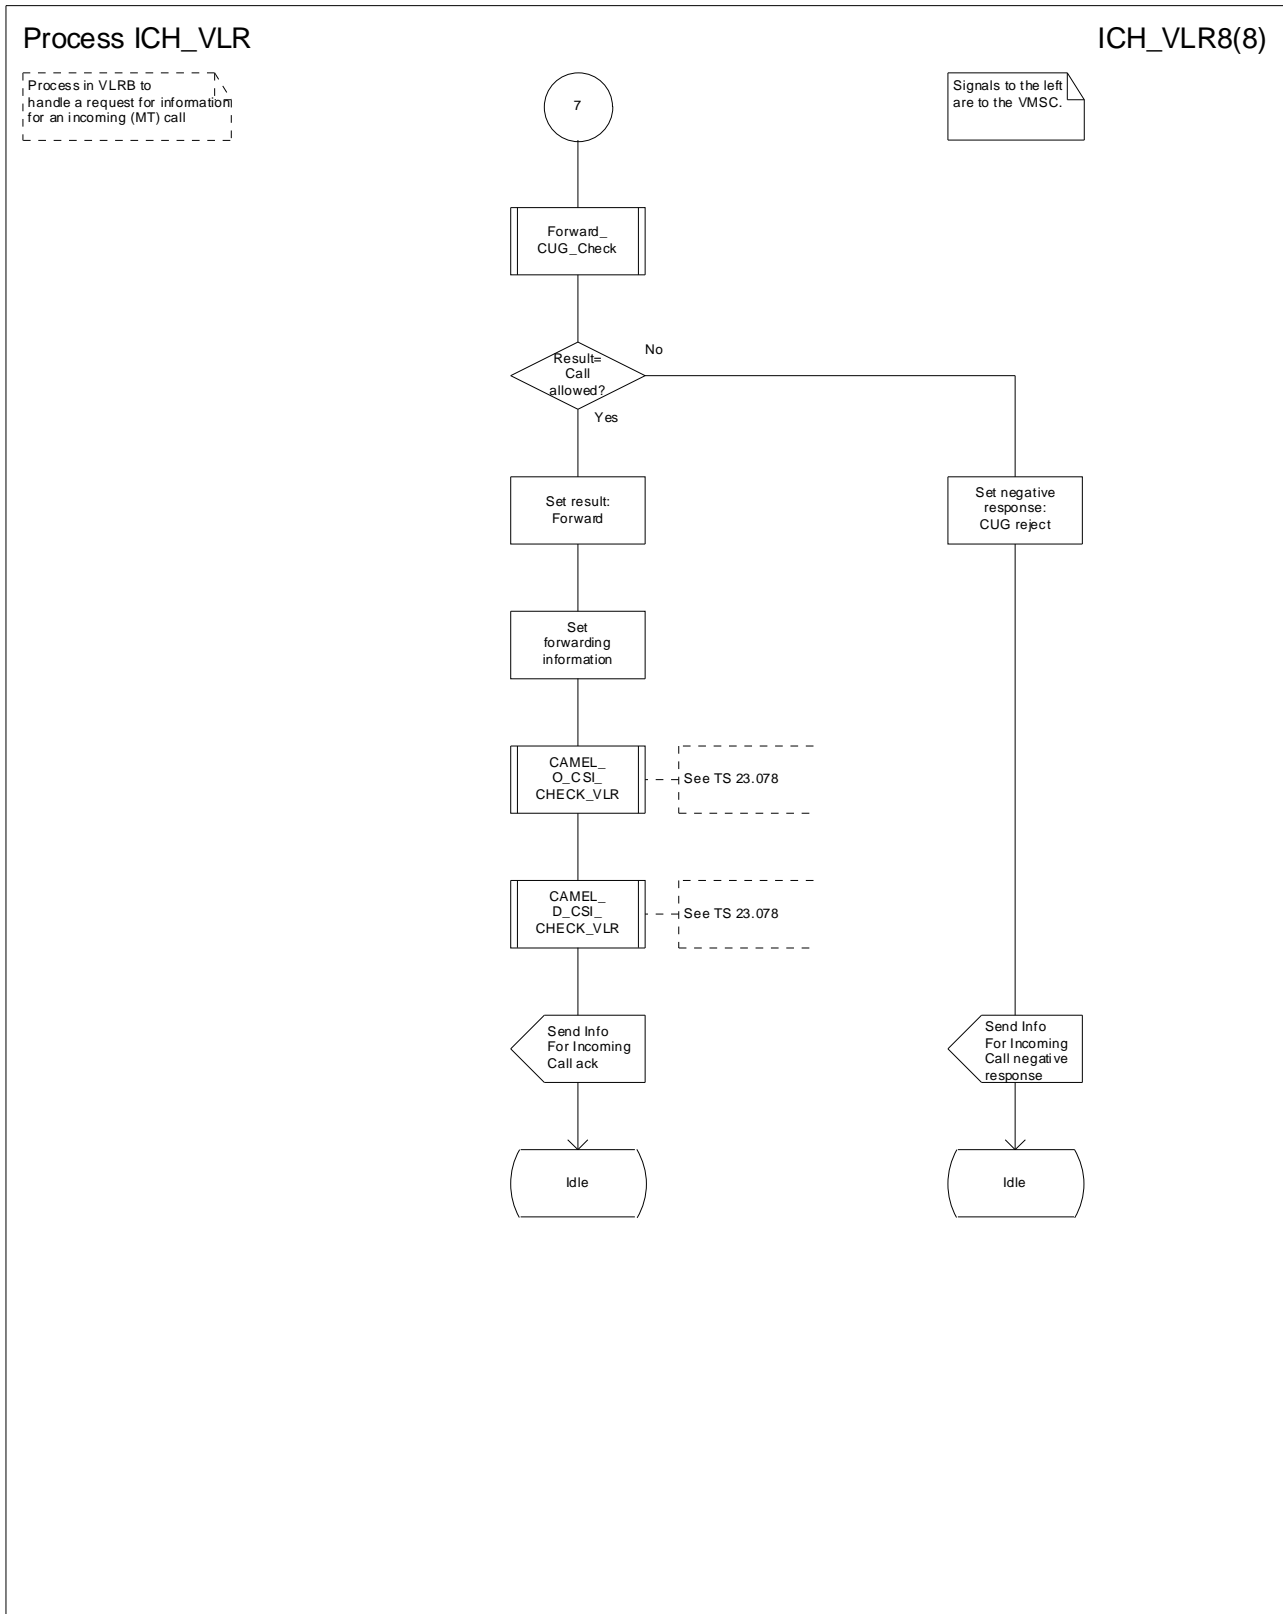 Process ICH_VLR
ICH_VLR8(8)
Process in VLRB to
handle a request for information
for an incoming (MT) call
7
Signals to the left
are to the VMSC.
Forward_
CUG_Check
Result=
Call
allowed?
No
Yes
Set result:
Forward
Set negative
response:
CUG reject
Set
forwarding
information
CAMEL_
O_CSI_
CHECK_VLR
See TS 23.078
CAMEL_
D_CSI_
CHECK_VLR
See TS 23.078
Send Info
For Incoming
Call ack
Send Info
For Incoming
Call negative
response
Idle
Idle